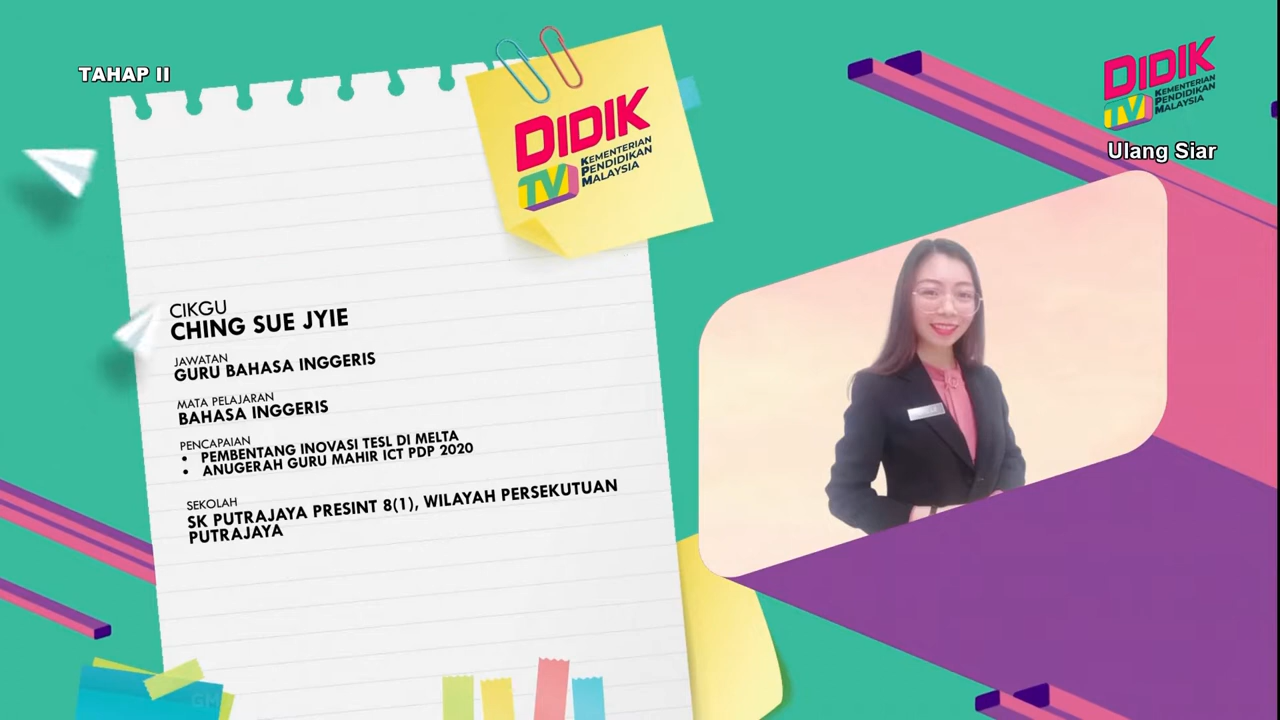 TAHAP II
DIDIK
TV
KEMENTERIAN
PENDIDIKAN
MALAYSIA
DIDIK
TV
KEMENTERIAN
PENDIDIKAN
MALAYSIA
Ulang Siar
CIKGU
CHING SUE JYIE
JAWATAN
GURU BAHASA INGGERIS
MATA PELAJARAN
BAHASA INGGERIS
PENCAPAIAN
• PEMBENTANG INOVASI TESL DI MELTA
• ANUGERAH GURU MAHIR ICT PDP 2020
SEKOLAH
SK PUTRAJAYA PRESINT 8(1), WILAYAH PERSEKUTUAN
PUTRAJAYA